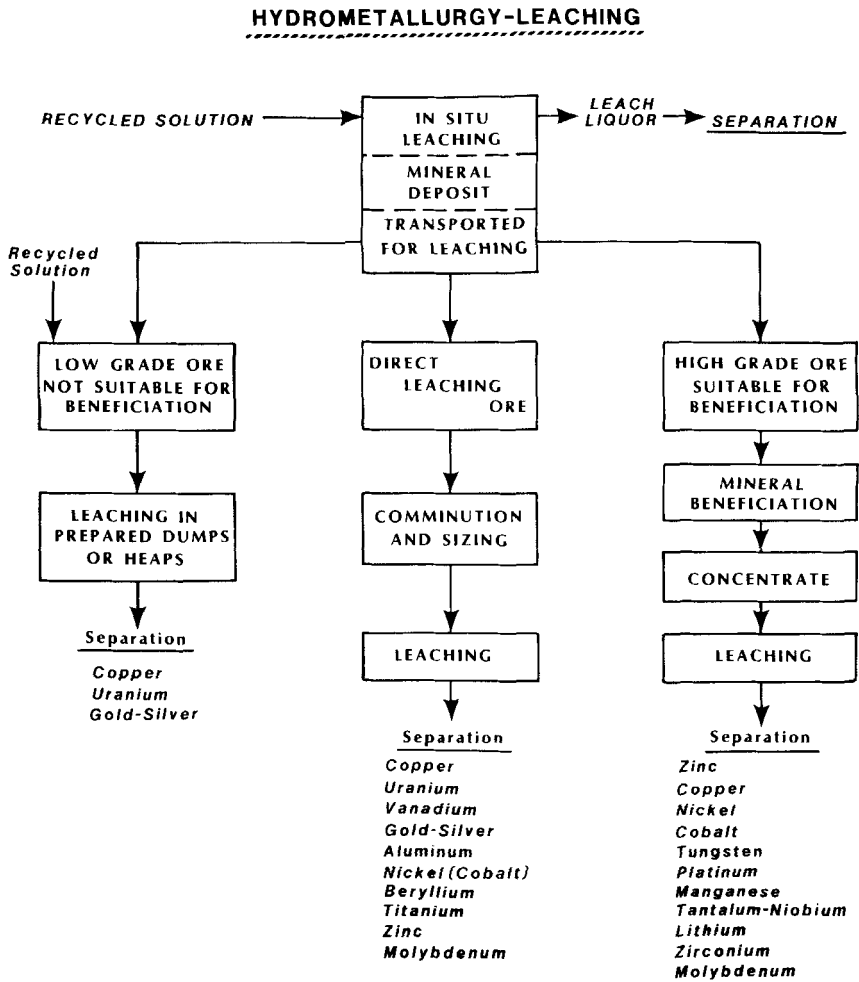 HYDROMETALLURGY-LEACHING
RECYCLED SOLUTION
IN SITU
LEACHING
LEACH
LIQUOR
SEPARATION
MINERAL
DEPOSIT
TRANSPORTED
FOR LEACHING
Recycled
Solution
LOW GRADE ORE
NOT SUITABLE FOR
BENEFICIATION
DIRECT
LEACHING
ORE
HIGH GRADE ORE
SUITABLE FOR
BENEFICIATION
LEACHING IN
PREPARED DUMPS
OR HEAPS
COMMINUTION
AND SIZING
MINERAL
BENEFICIATION
CONCENTRATE
Separation
Copper
Uranium
Gold-Silver
LEACHING
LEACHING
Separation
Copper
Uranium
Vanadium
Gold-Silver
Aluminum
Nickel(Cobalt)
Beryllium
Titanium
Zinc
Molybdenum
Separation
Zinc
Copper
Nickel
Cobalt
Tungsten
Platinum
Manganese
Tantalum-Niobium
Lithium
Zirconium
Molybdenum